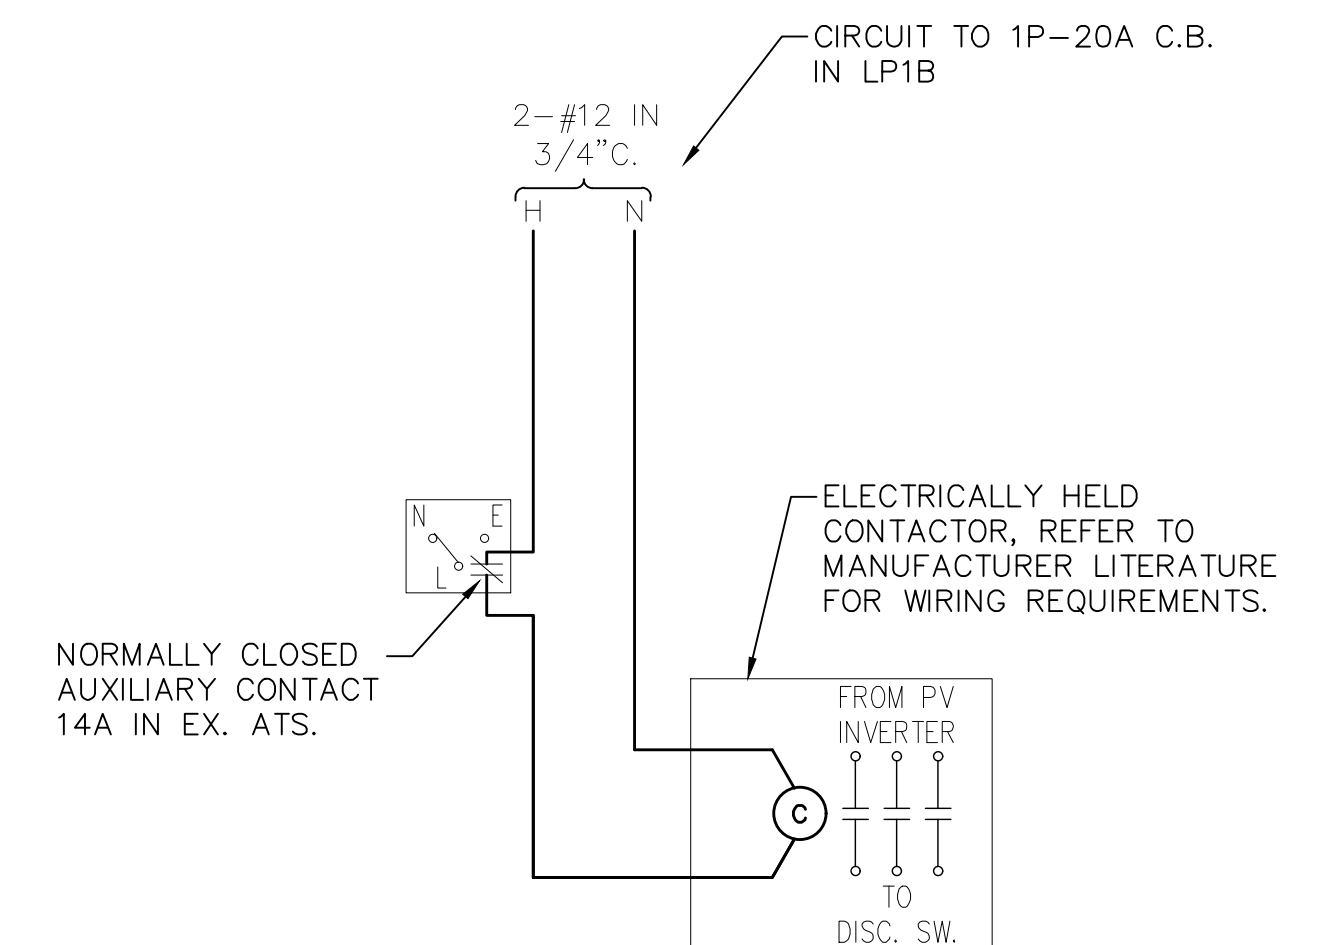 CIRCUIT TO 1P-20A C.B.
IN LP1B
2-#12 IN
3/4"C.
H N
N E
L
ELECTRICALLY HELD
CONTACTOR, REFER TO
MANUFACTURER LITERATURE
FOR WIRING REQUIREMENTS.
NORMALLY CLOSED
AUXILIARY CONTACT
14A IN EX. ATS.
FROM PV
INVERTER
C
TO
DISC. SW.